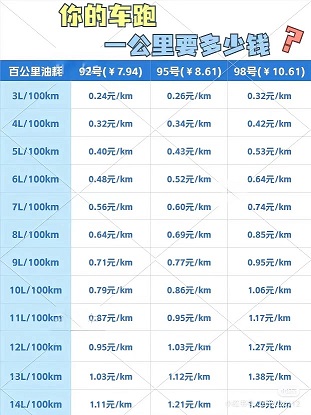 你的车跑
一公里要多少钱?
百公里油耗 92号(￥7.94) 95号(￥8.61) 98号(￥10.61)
3L/100km 0.24元/km 0.26元/km 0.32元/km
4L/100km 0.32元/km 0.34元/km 0.42元/km
5L/100km 0.40元/km 0.43元/km 0.53元/km
6L/100km 0.48元/km 0.52元/km 0.64元/km
7L/100km 0.56元/km 0.60元/km 0.74元/km
8L/100km 0.64元/km 0.69元/km 0.85元/km
9L/100km 0.71元/km 0.77元/km 0.95元/km
10L/100km 0.79元/km 0.86元/km 1.06元/km
11L/100km 0.87元/km 0.95元/km 1.17元/km
12L/100km 0.95元/km 1.03元/km 1.27元/km
13L/100km 1.03元/km 1.12元/km 1.38元/km
14L/100km 1.11元/km 1.21元/km